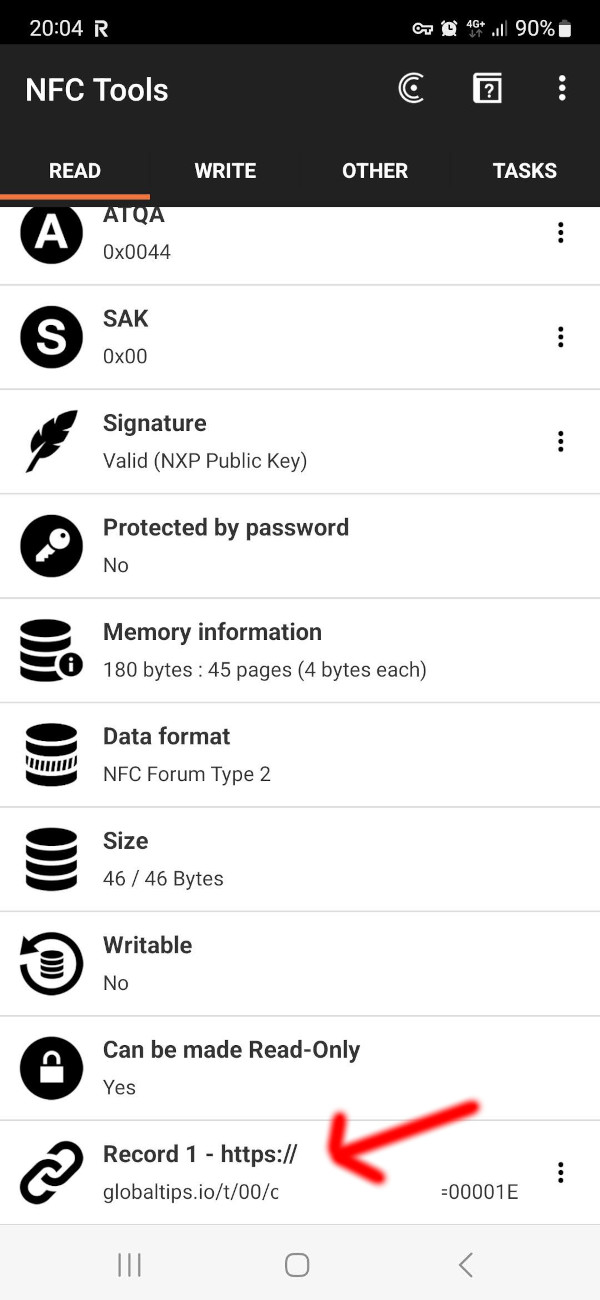 20:04 R 4G+ 90%
NFC Tools
READ WRITE OTHER TASKS
A ATQA
0x0044
S SAK
0x00
Signature
Valid (NXP Public Key)
Protected by password
No
Memory information
180 bytes : 45 pages (4 bytes each)
Data format
NFC Forum Type 2
Size
46 / 46 Bytes
Writable
No
Can be made Read-Only
Yes
Record 1 - https://
globaltips.io/t/00/c =00001E